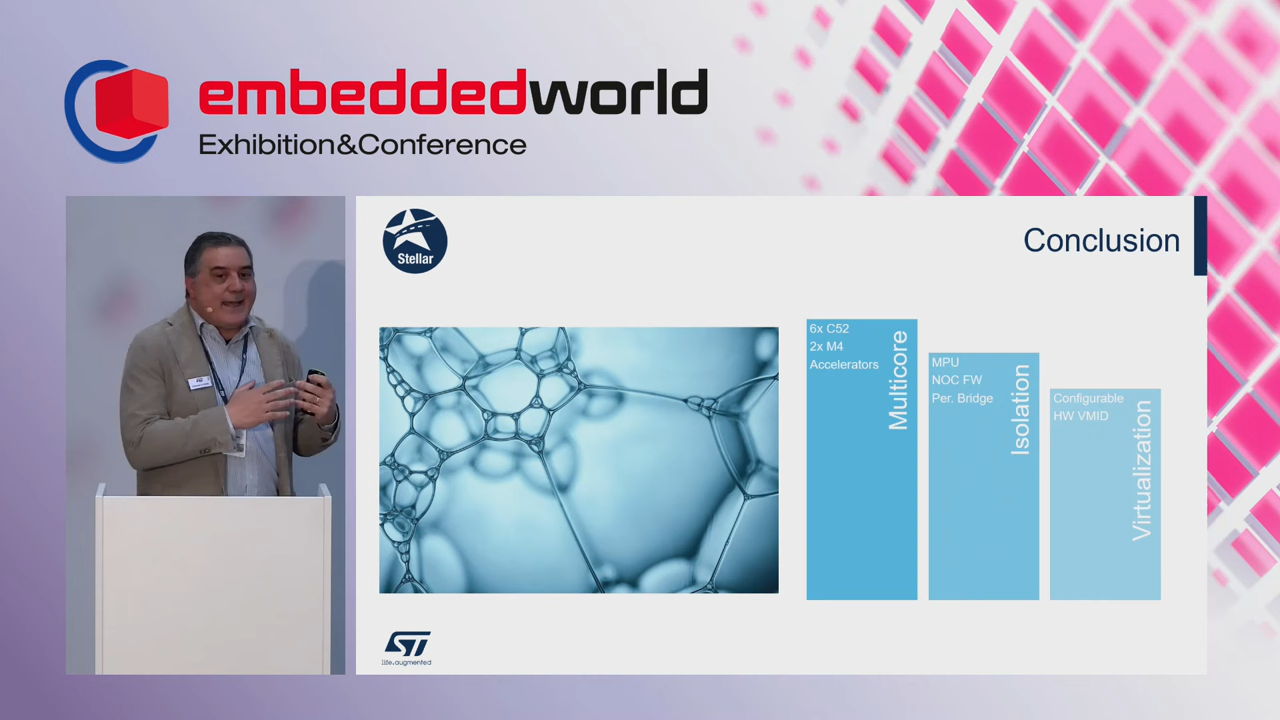 embeddedworld
Exhibition&Conference
Stellar
Conclusion
6x C52
2x M4
Accelerators
Multicore
MPU
NOC FW
Per. Bridge
Isolation
Configurable
HW VMID
Virtualization
ST
life.augmented